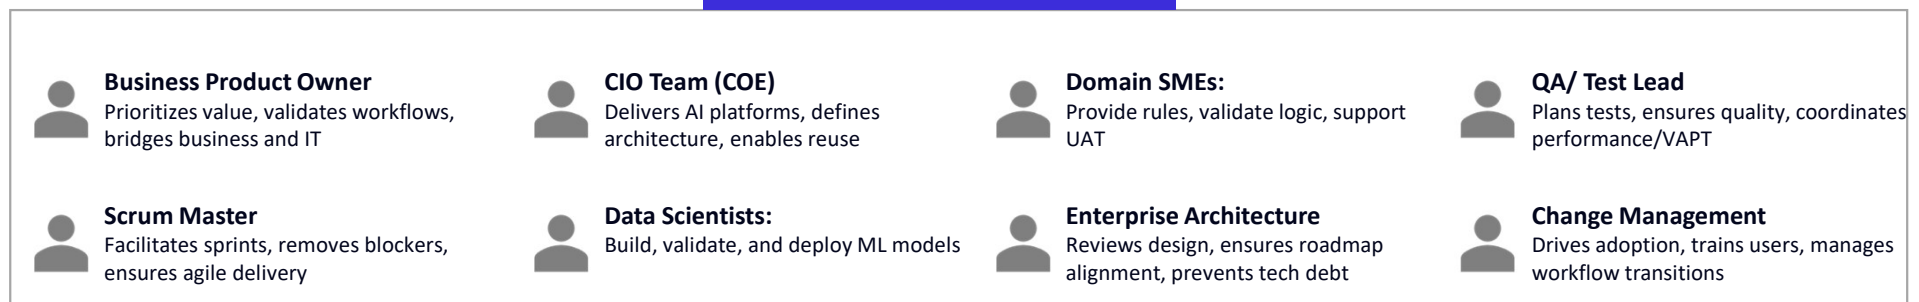 Business Product Owner
Prioritizes value, validates workflows,
bridges business and IT
CIO Team (COE)
Delivers AI platforms, defines
architecture, enables reuse
Domain SMEs:
Provide rules, validate logic, support
UAT
QA/ Test Lead
Plans tests, ensures quality, coordinates
performance/VAPT
Scrum Master
Facilitates sprints, removes blockers,
ensures agile delivery
Data Scientists:
Build, validate, and deploy ML models
Enterprise Architecture
Reviews design, ensures roadmap
alignment, prevents tech debt
Change Management
Drives adoption, trains users, manages
workflow transitions